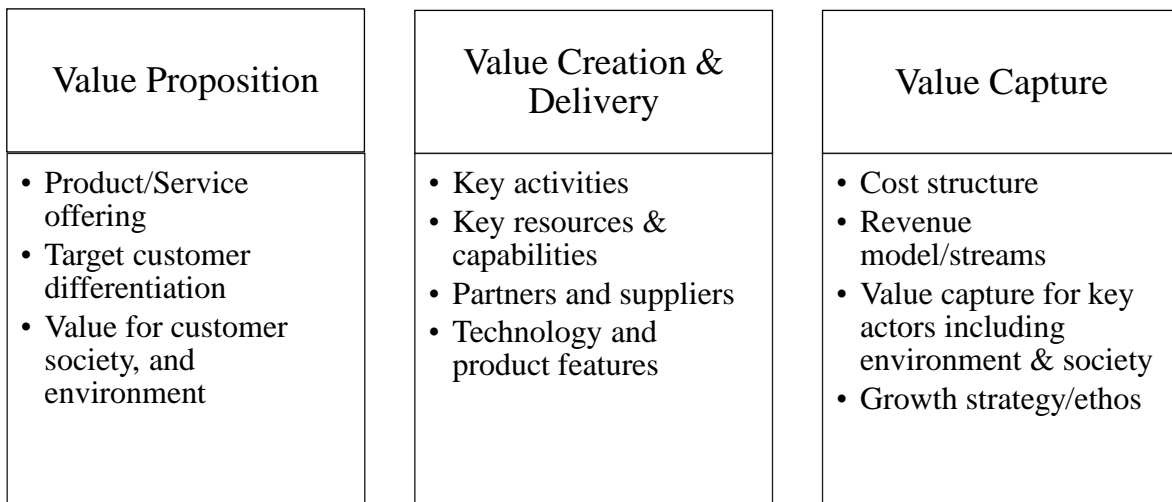 Value Proposition
• Product/Service
offering
• Target customer
differentiation
• Value for customer
society, and
environment
Value Creation &
Delivery
• Key activities
• Key resources &
capabilities
• Partners and suppliers
• Technology and
product features
Value Capture
• Cost structure
• Revenue
model/streams
• Value capture for key
actors including
environment & society
• Growth strategy/ethos